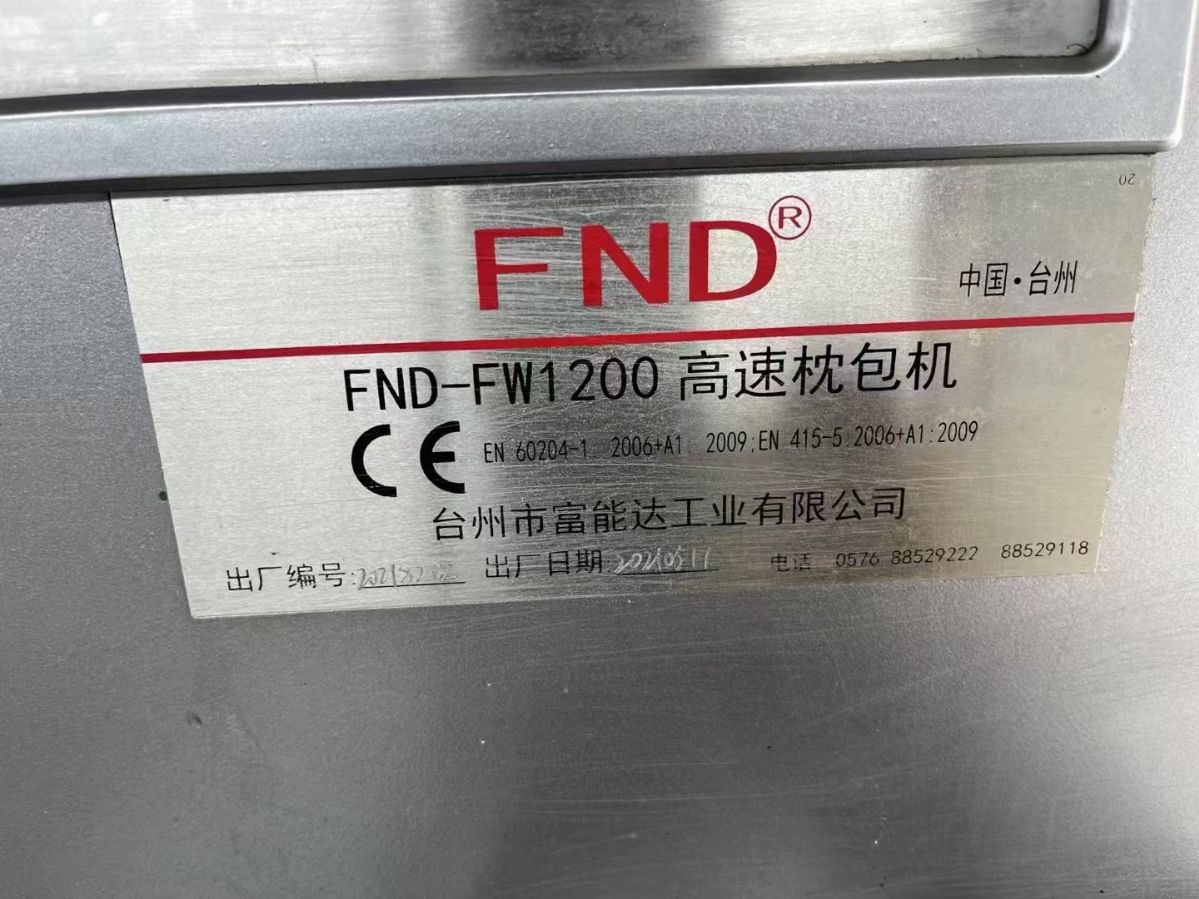 20
FND®
中国·台州
FND-FW1200 高速枕包机
CE EN 60204-1: 2006+A1: 2009;EN 415-5:2006+A1:2009
台州市富能达工业有限公司
出厂编号: 出厂日期:20210511 电话 0576 88529222 88529118